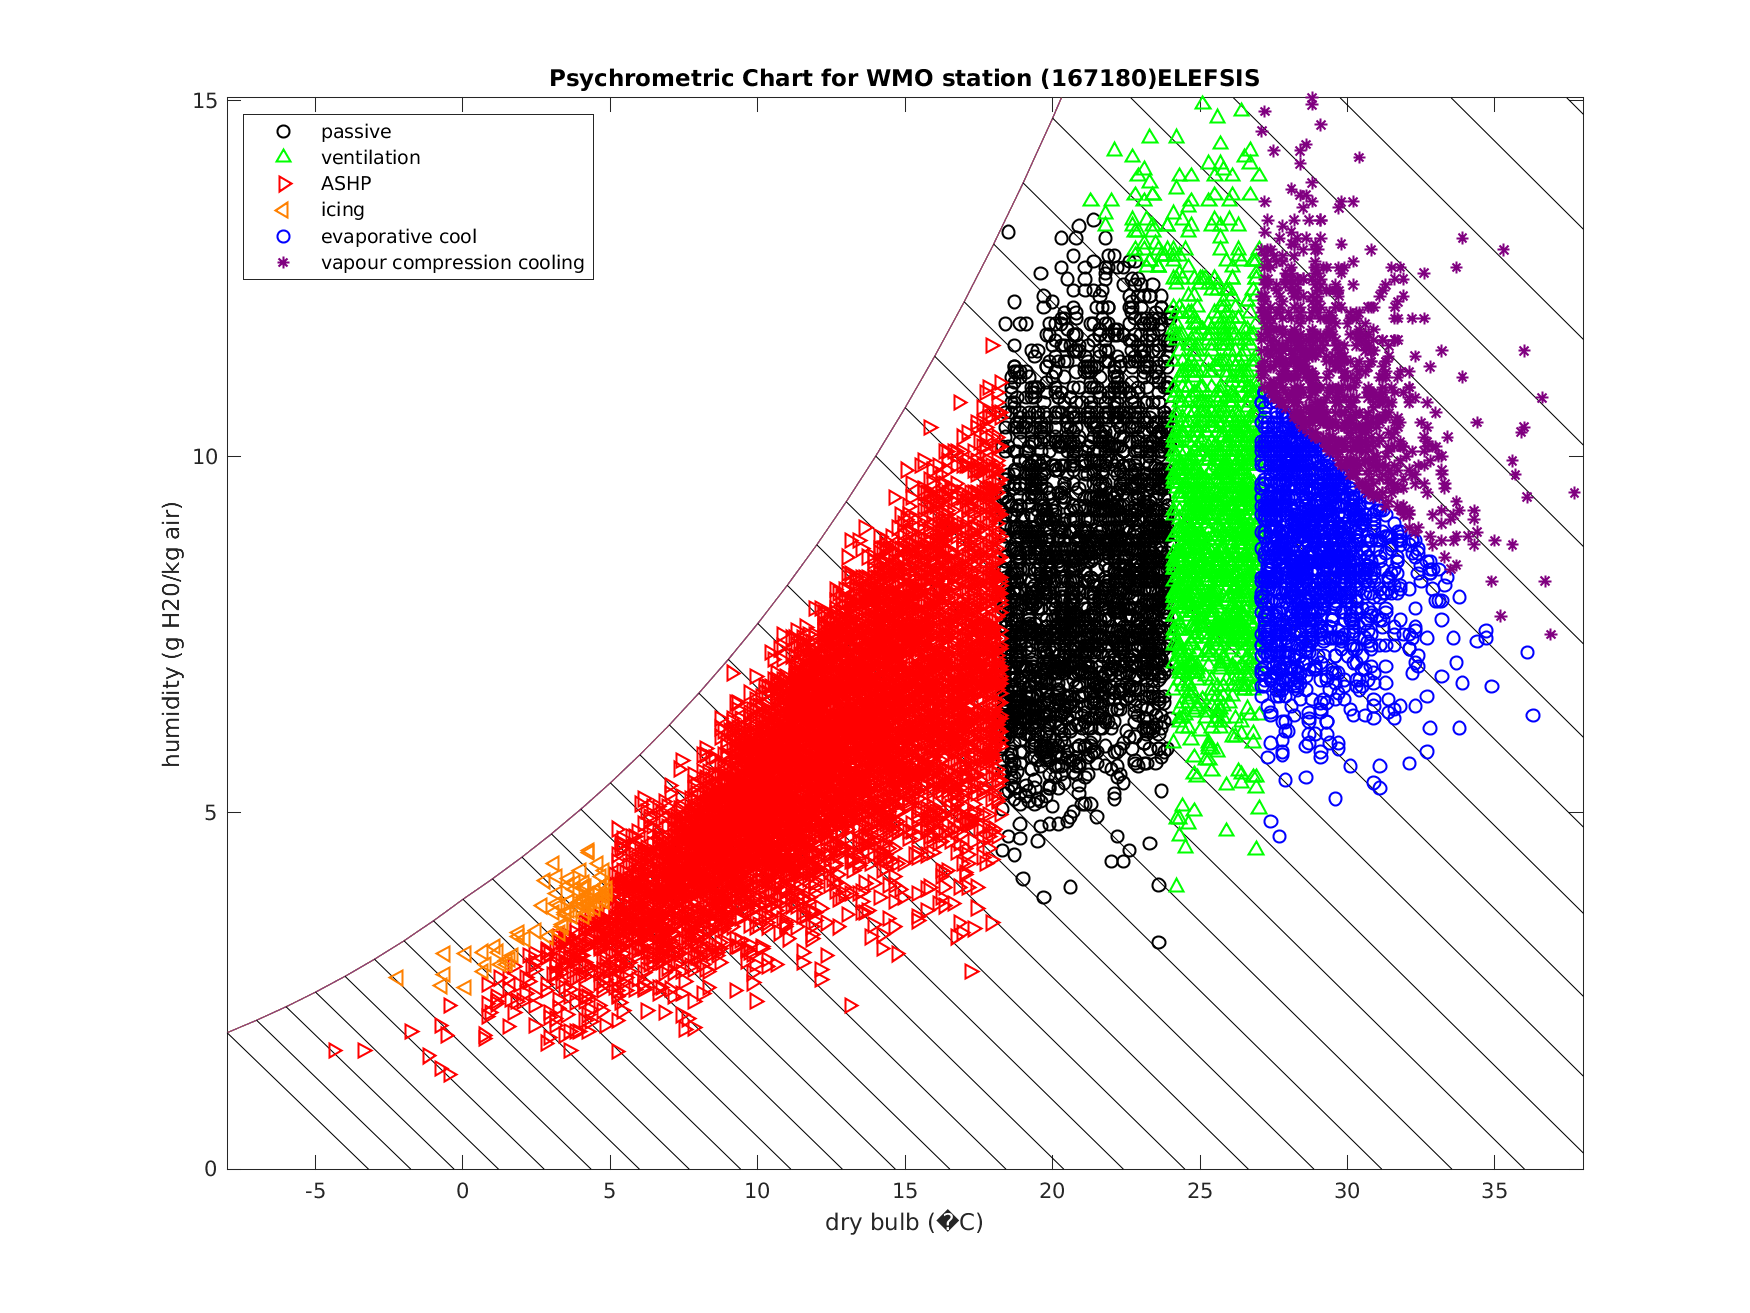 Psychrometric Chart for WMO station (167180)ELEFSIS
15
passive
ventilation
ASHP
icing
evaporative cool
vapour compression cooling
10
humidity (g H20/kg air)
5
0
-5 0 5 10 15 20 25 30 35
dry bulb (�C)